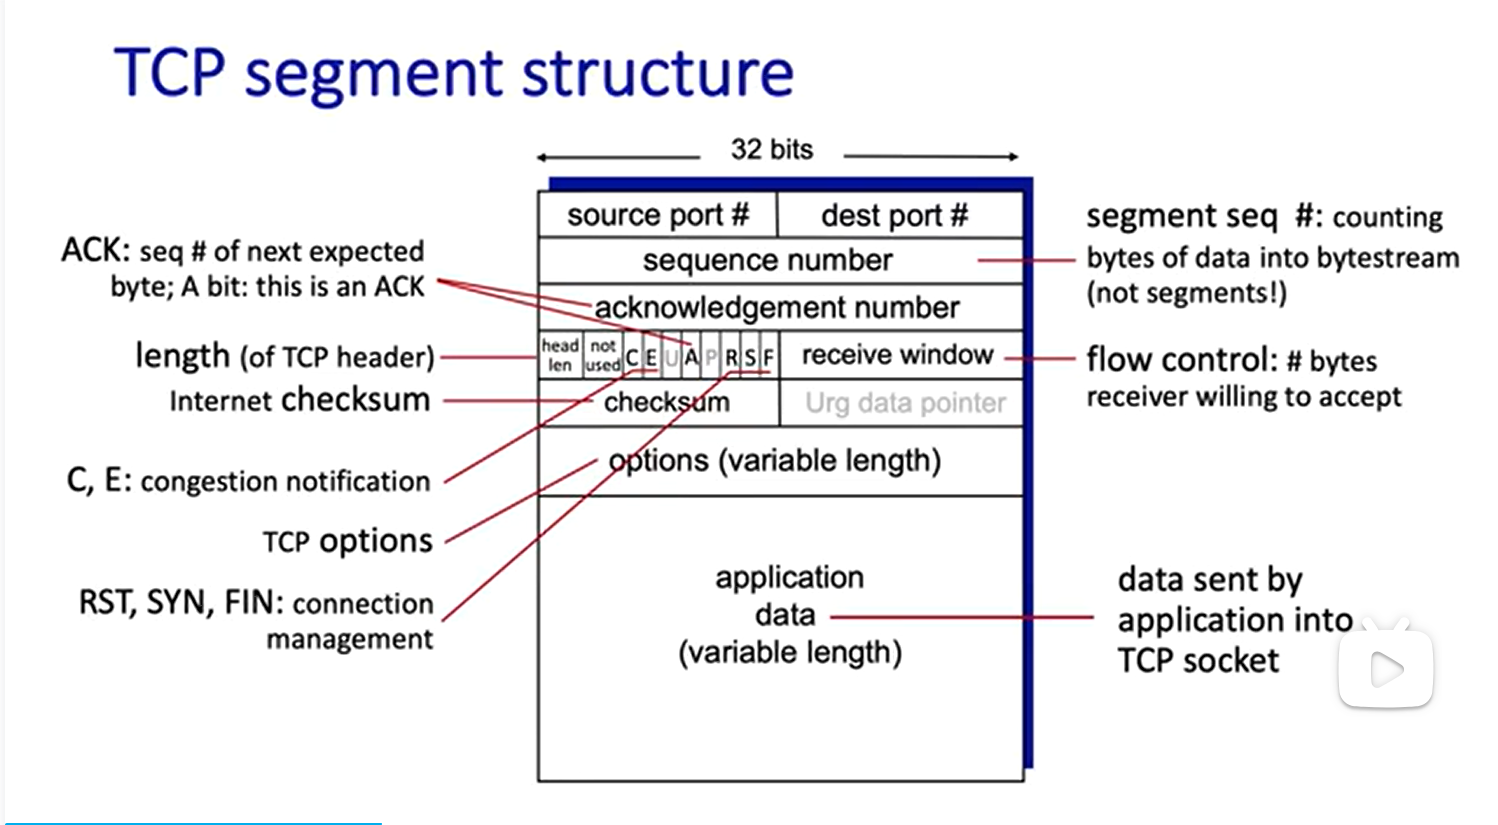 TCP segment structure
32 bits
source port #
dest port #
sequence number
acknowledgement number
head
len
not
used
C
E
U
A
P
R
S
F
receive window
checksum
Urg data pointer
options (variable length)
application
data
(variable length)
ACK: seq # of next expected
byte; A bit: this is an ACK
length (of TCP header)
Internet checksum
C, E: congestion notification
TCP options
RST, SYN, FIN: connection
management
segment seq #: counting
bytes of data into bytestream
(not segments!)
flow control: # bytes
receiver willing to accept
data sent by
application into
TCP socket